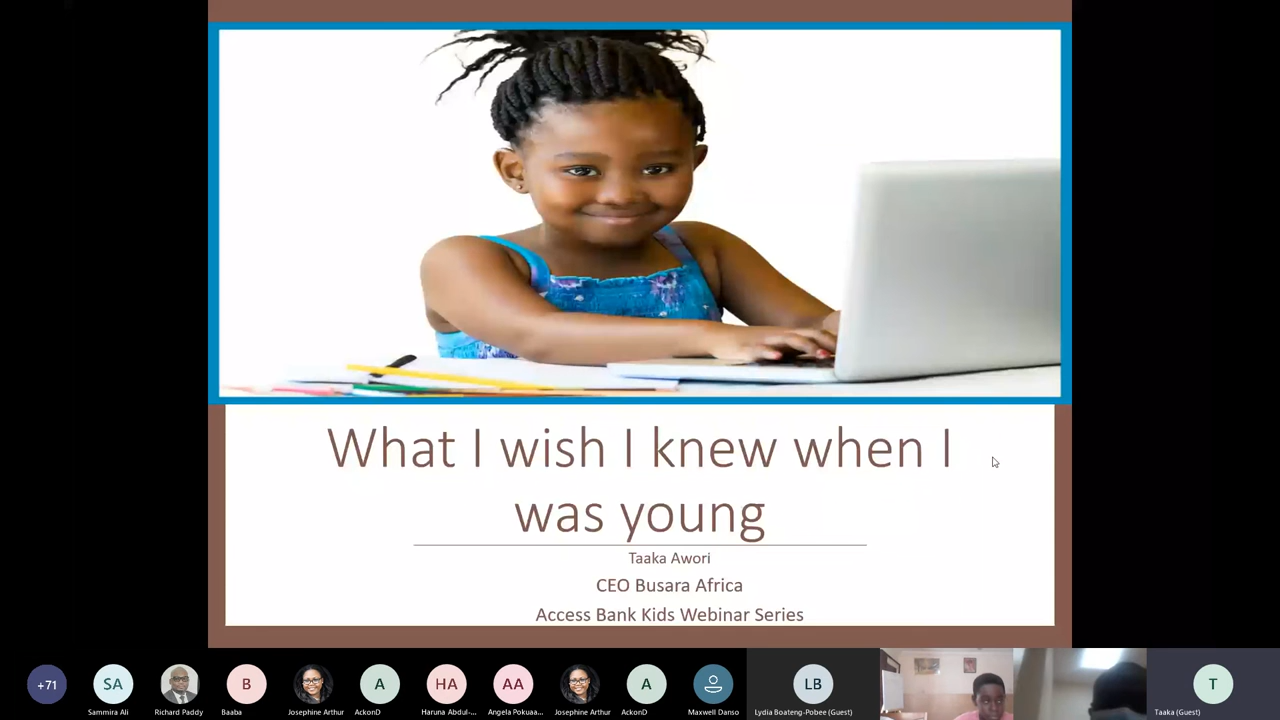 What I wish I knew when I
was young
Taaka Awori
CEO Busara Africa
Access Bank Kids Webinar Series
+71
SA
B
A
HA
AA
A
LB
T
Sammira Ali
Richard Paddy
Baaba
Josephine Arthur
AckonD
Haruna Abdul-...
Angela Pokuaa...
Josephine Arthur
AckonD
Maxwell Danso
Lydia Boateng-Pobee (Guest)
Taaka (Guest)